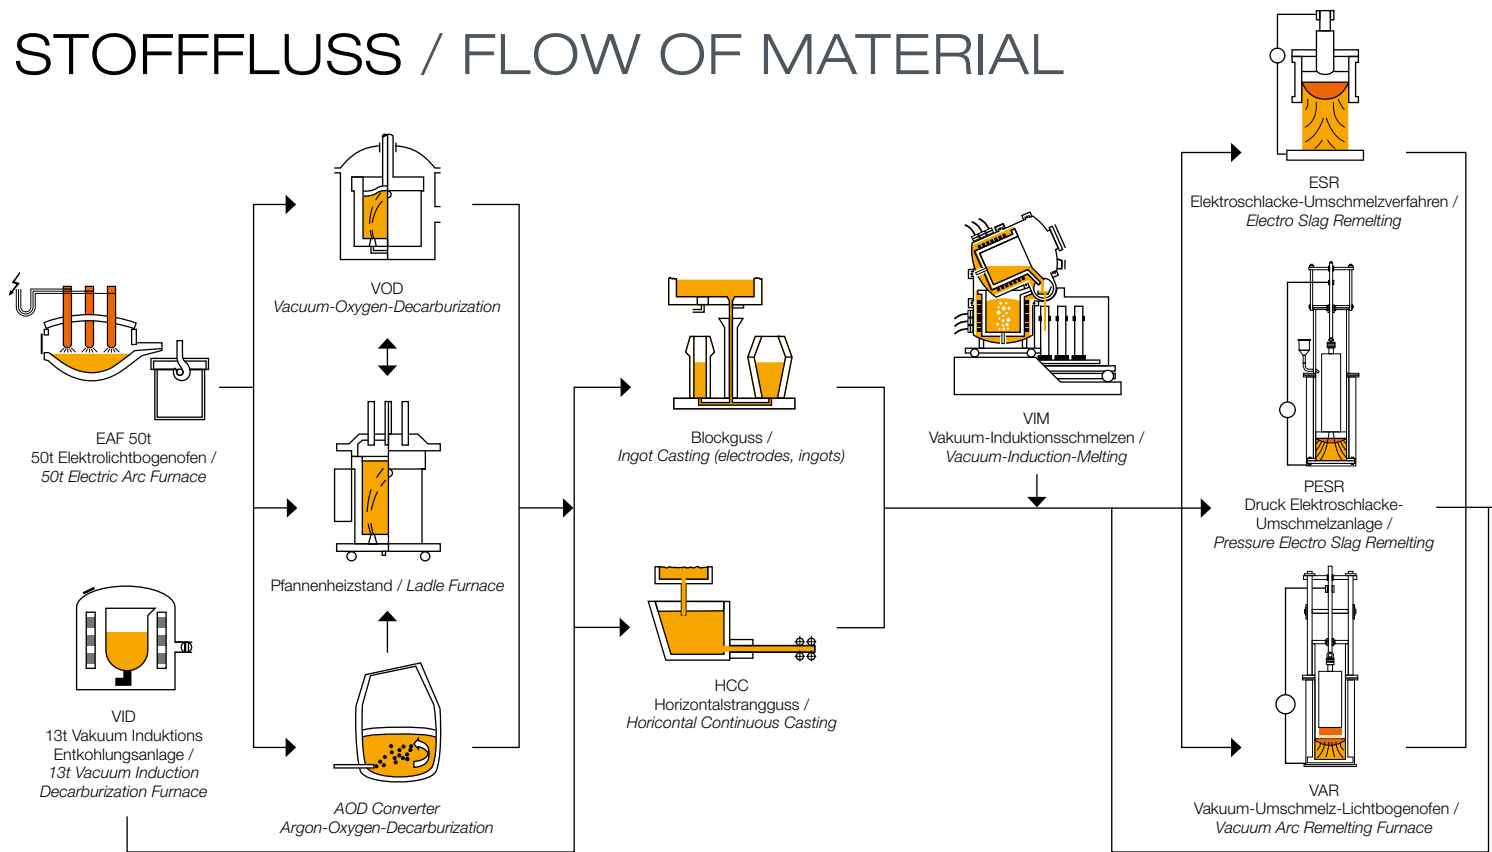 STOFFFLUSS / FLOW OF MATERIAL
EAF 50t
50t Elektrolichtbogenofen /
50t Electric Arc Furnace
VID
13t Vakuum Induktions
Entkohlungsanlage /
13t Vacuum Induction
Decarburization Furnace
VOD
Vacuum-Oxygen-Decarburization
Pfannenheizstand / Ladle Furnace
AOD Converter
Argon-Oxygen-Decarburization
Blockguss /
Ingot Casting (electrodes, ingots)
HCC
Horizontalstrangguss /
Horicontal Continuous Casting
VIM
Vakuum-Induktionsschmelzen /
Vacuum-Induction-Melting
ESR
Elektroschlacke-Umschmelzverfahren /
Electro Slag Remelting
PESR
Druck Elektroschlacke-
Umschmelzanlage /
Pressure Electro Slag Remelting
VAR
Vakuum-Umschmelz-Lichtbogenofen /
Vacuum Arc Remelting Furnace